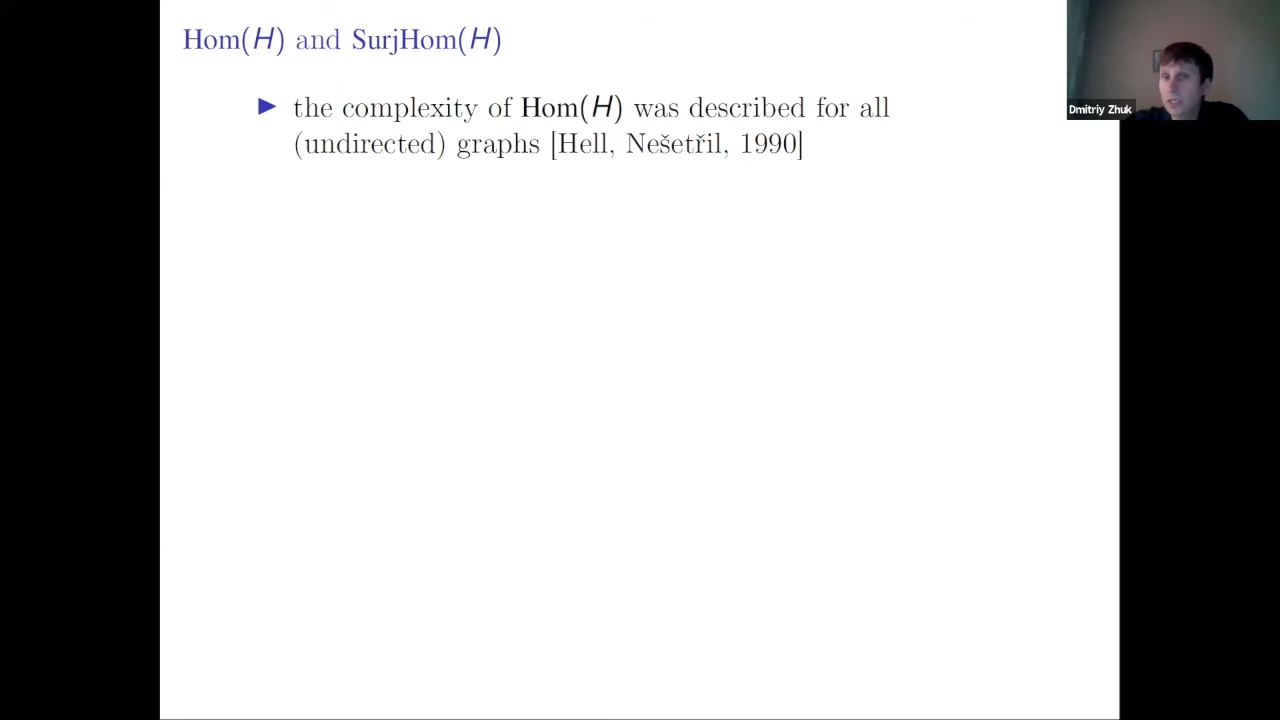 Hom(H) and SurjHom(H)
▶ the complexity of Hom(H) was described for all
(undirected) graphs [Hell, Nešetřil, 1990]
Dmitriy Zhuk